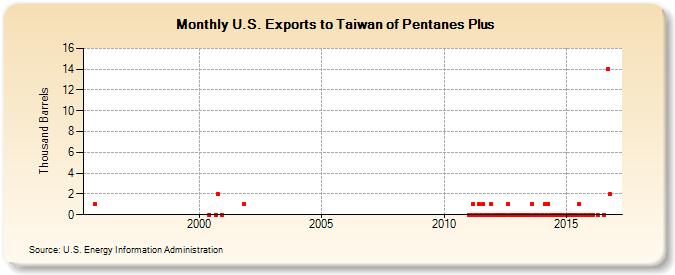 Monthly U.S. Exports to Taiwan of Pentanes Plus
Thousand Barrels
16
14
12
10
8
6
4
2
0
2000 2005 2010 2015
Source: U.S. Energy Information Administration